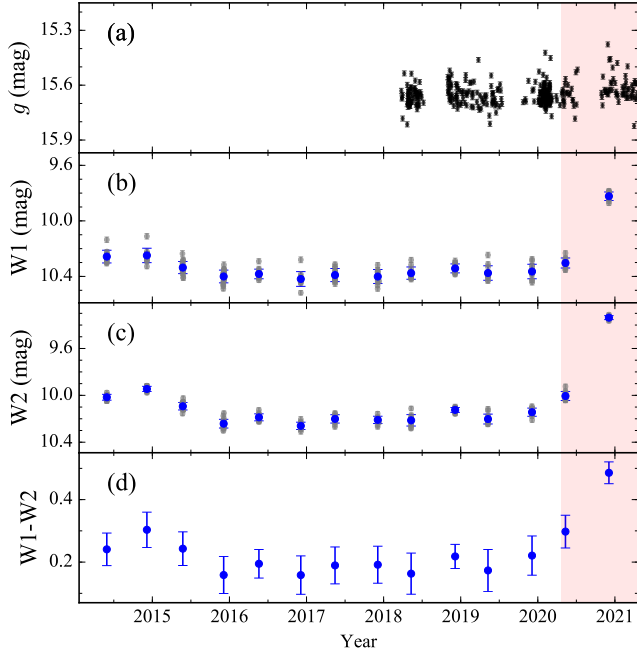 (a)
g (mag)
15.3
15.6
15.9
(b)
W1 (mag)
9.6
10.0
10.4
(c)
W2 (mag)
9.6
10.0
10.4
(d)
W1-W2
0.4
0.2
2015 2016 2017 2018 2019 2020 2021
Year